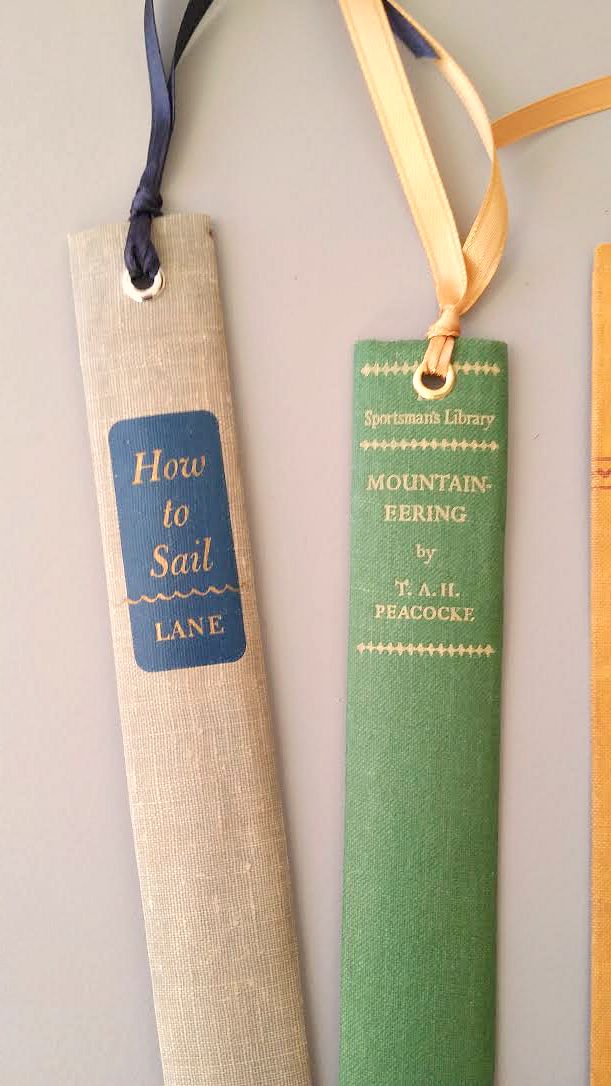 How
to
Sail
LANE
Sportsman's Library
MOUNTAIN-
EERING
by
T. A. H.
PEACOCKE